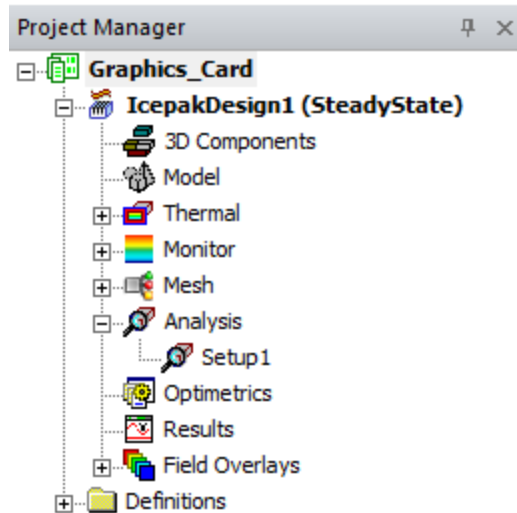 Project Manager
Graphics_Card
IcepakDesign1 (SteadyState)
3D Components
Model
Thermal
Monitor
Mesh
Analysis
Setup1
Optimetrics
Results
Field Overlays
Definitions